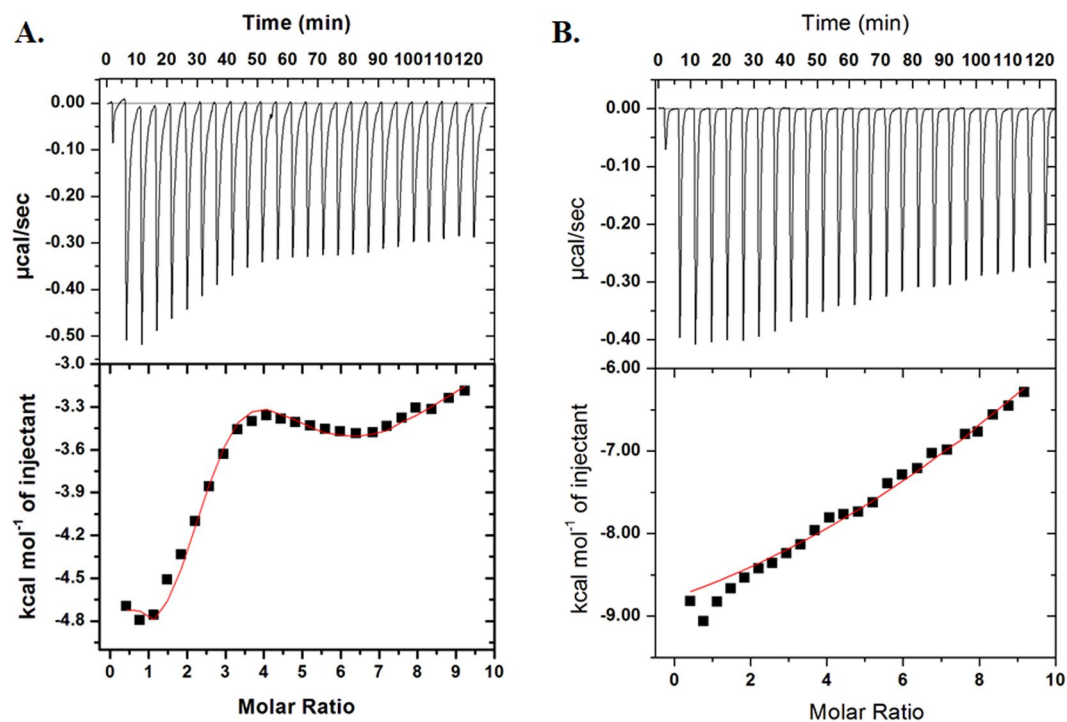 A.
Time (min)
0 10 20 30 40 50 60 70 80 90 100 110 120
0.00
-0.10
-0.20
-0.30
-0.40
-0.50
µcal/sec
-3.0
-3.3
-3.6
-3.9
-4.2
-4.5
-4.8
kcal mol⁻¹ of injectant
0 1 2 3 4 5 6 7 8 9 10
Molar Ratio
B.
Time (min)
0 10 20 30 40 50 60 70 80 90 100 110 120
0.00
-0.10
-0.20
-0.30
-0.40
µcal/sec
-6.00
-7.00
-8.00
-9.00
kcal mol⁻¹ of injectant
0 2 4 6 8 10
Molar Ratio